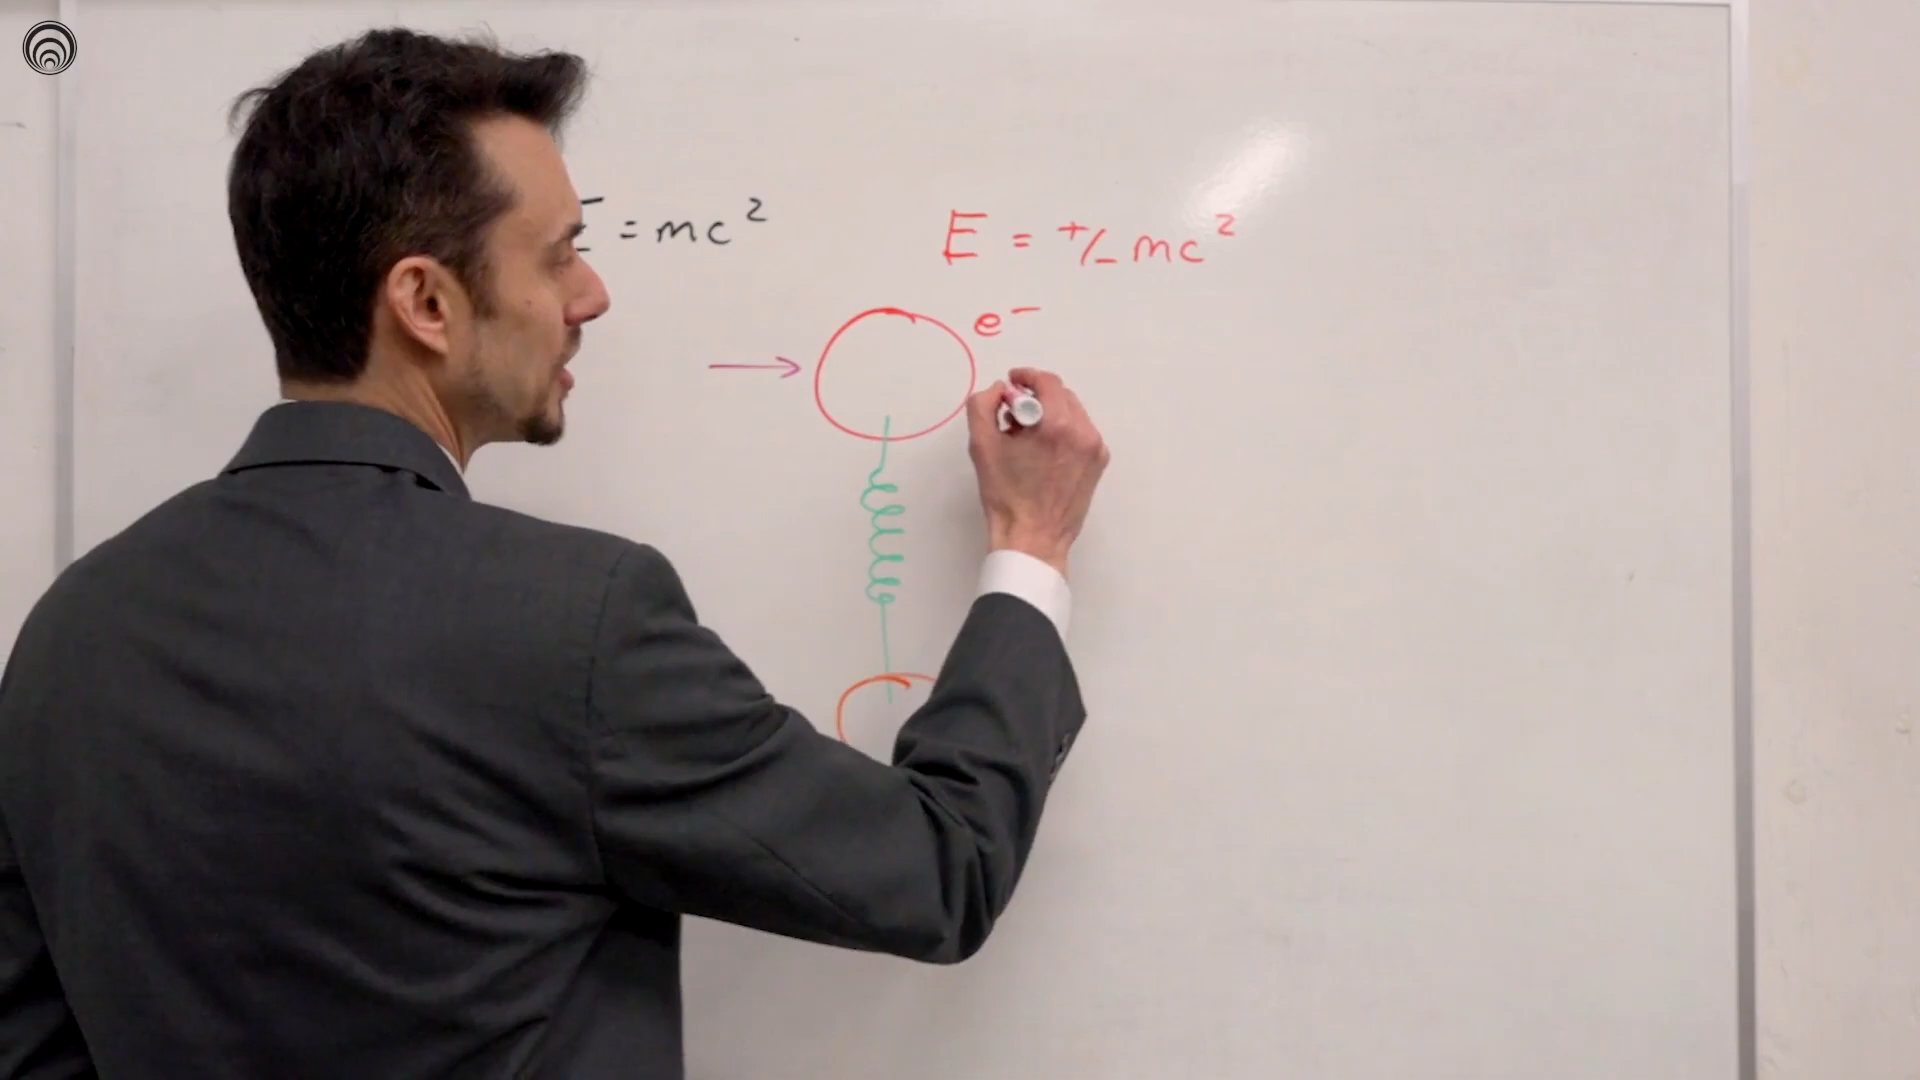 E = mc²
E = +/- mc²
e⁻